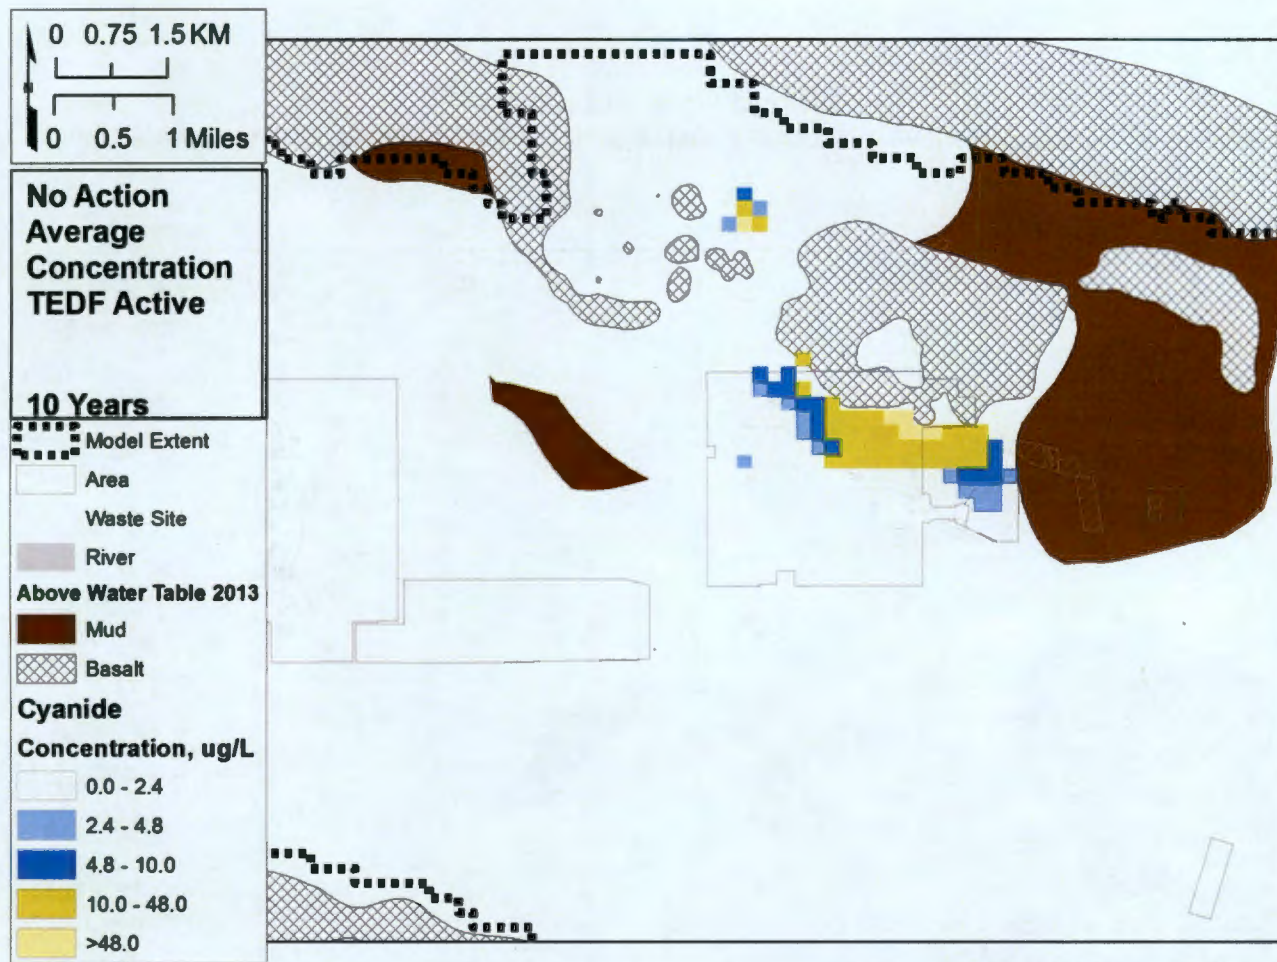 0 0.75 1.5 KM
0 0.5 1 Miles
No Action
Average
Concentration
TEDF Active
10 Years
Model Extent
Area
Waste Site
River
Above Water Table 2013
Mud
Basalt
Cyanide
Concentration, ug/L
0.0 - 2.4
2.4 - 4.8
4.8 - 10.0
10.0 - 48.0
>48.0